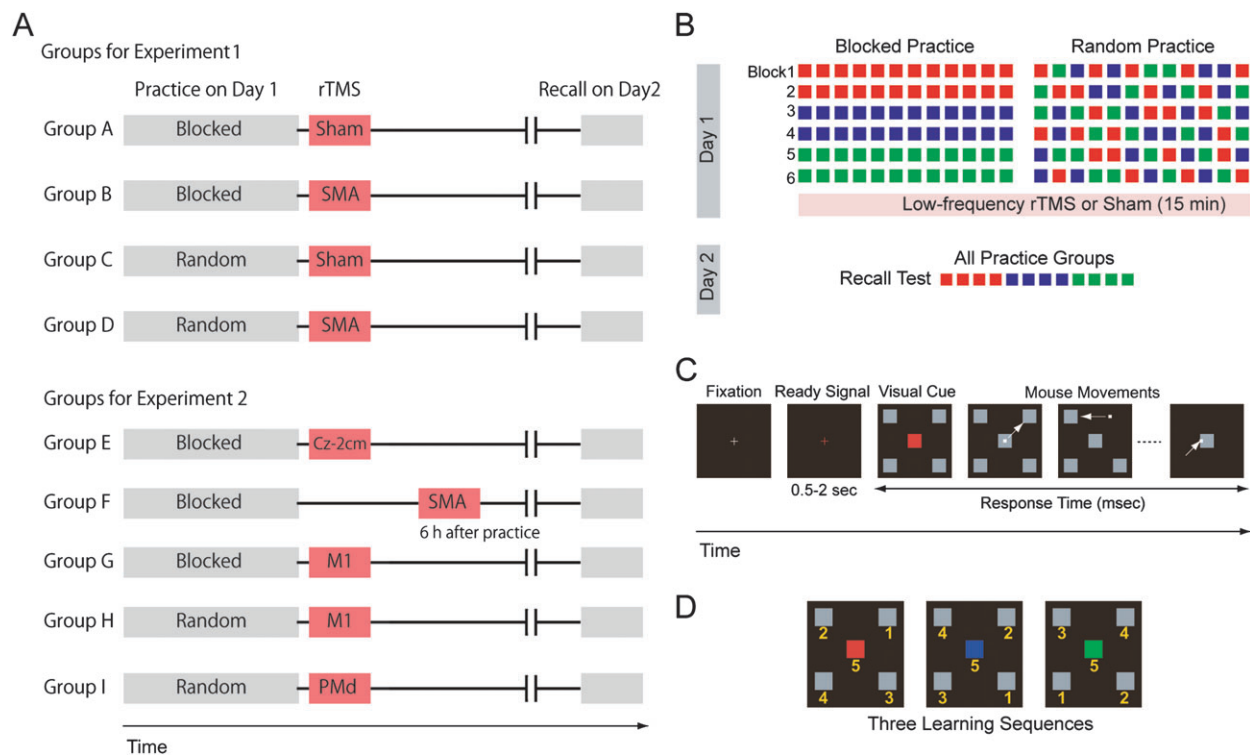 A
Groups for Experiment 1
Practice on Day 1 rTMS Recall on Day2
Group A Blocked Sham
Group B Blocked SMA
Group C Random Sham
Group D Random SMA
Groups for Experiment 2
Group E Blocked Cz-2cm
Group F Blocked SMA
6 h after practice
Group G Blocked M1
Group H Random M1
Group I Random PMd
Time
B
Blocked Practice Random Practice
Day 1
Block1
2
3
4
5
6
Low-frequency rTMS or Sham (15 min)
Day 2
All Practice Groups
Recall Test
C
Fixation Ready Signal Visual Cue Mouse Movements
0.5-2 sec
Response Time (msec)
Time
D
2 1 4 2 3 4
5 5 5
4 3 3 1 1 2
Three Learning Sequences